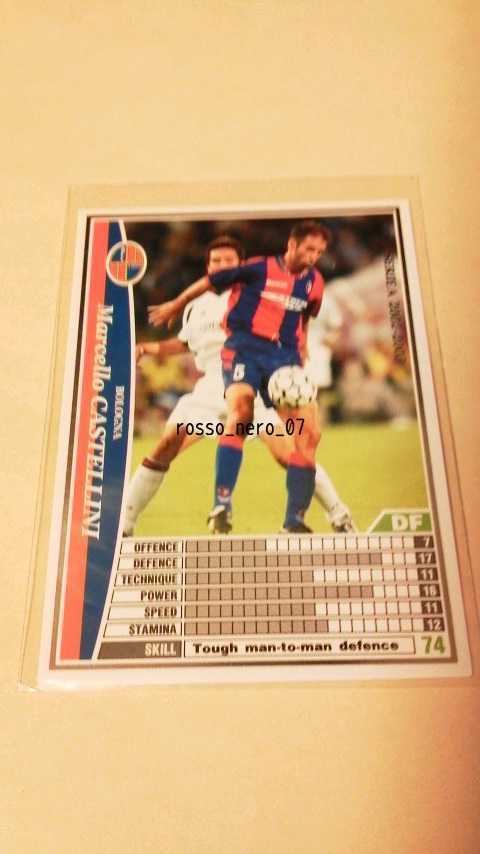 SERIE A 2002-2003
BOLOGNA
Marcello CASTELLINI
5
rosso_nero_07
DF
OFFENCE 7
DEFENCE 17
TECHNIQUE 11
POWER 16
SPEED 11
STAMINA 12
SKILL Tough man-to-man defence 74